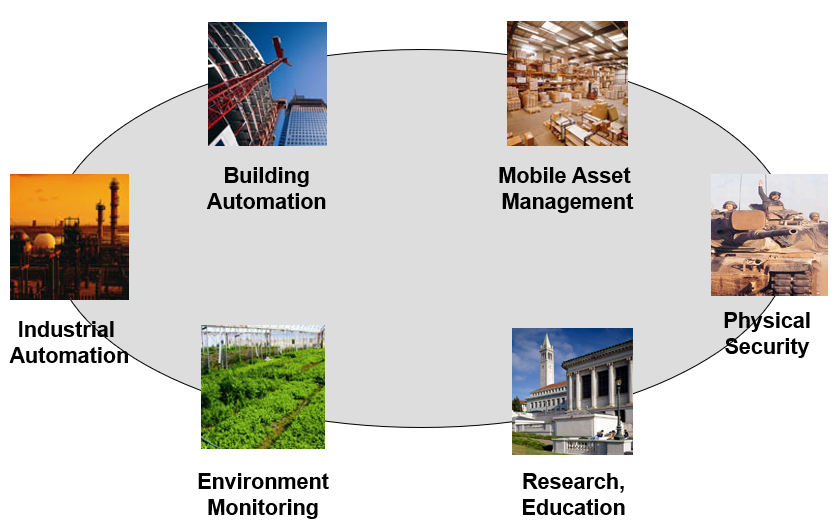 Building
Automation
Mobile Asset
Management
Industrial
Automation
Physical
Security
Environment
Monitoring
Research,
Education